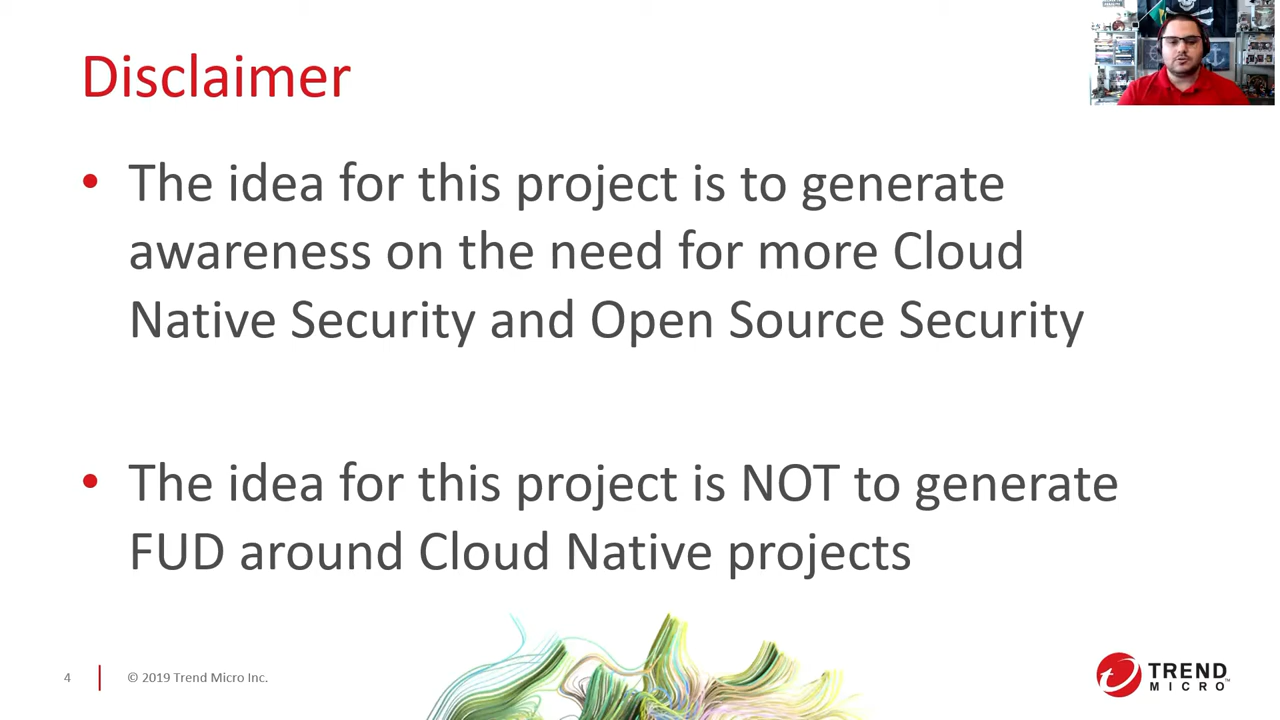 Disclaimer
• The idea for this project is to generate
awareness on the need for more Cloud
Native Security and Open Source Security
• The idea for this project is NOT to generate
FUD around Cloud Native projects
4
© 2019 Trend Micro Inc.
TREND
MICRO™